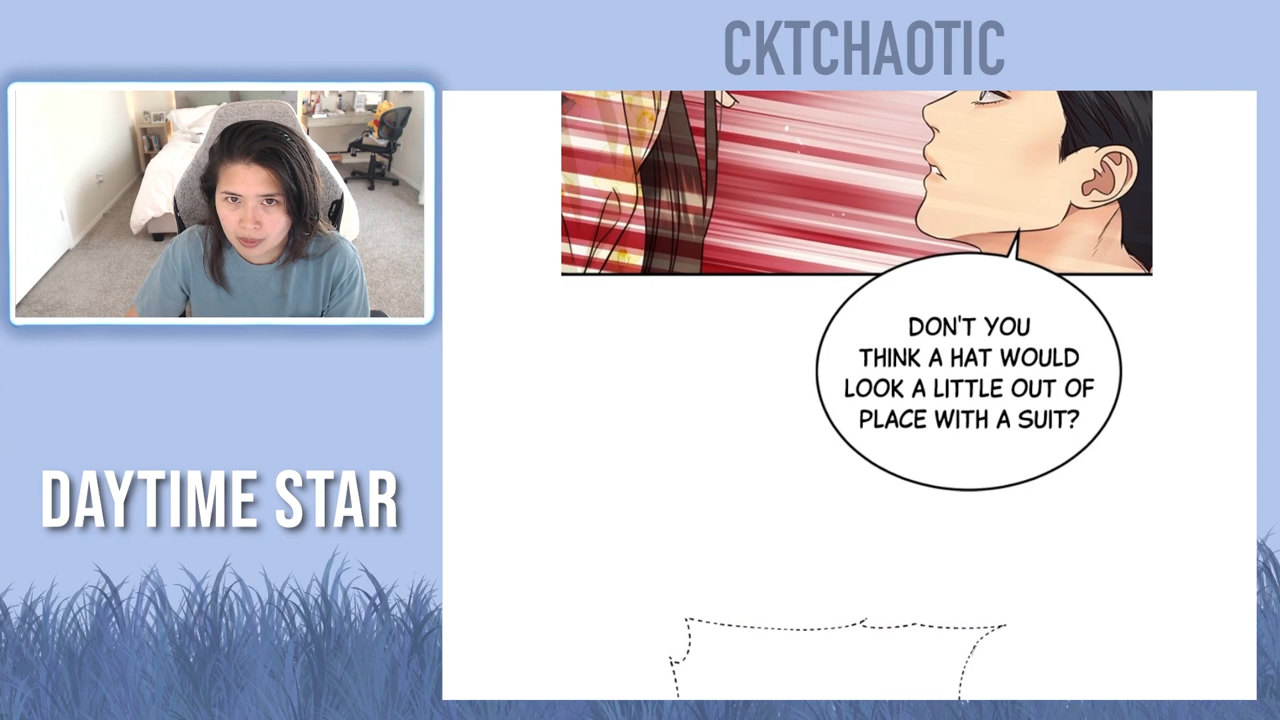 CKTCHAOTIC
DON'T YOU
THINK A HAT WOULD
LOOK A LITTLE OUT OF
PLACE WITH A SUIT?
DAYTIME STAR